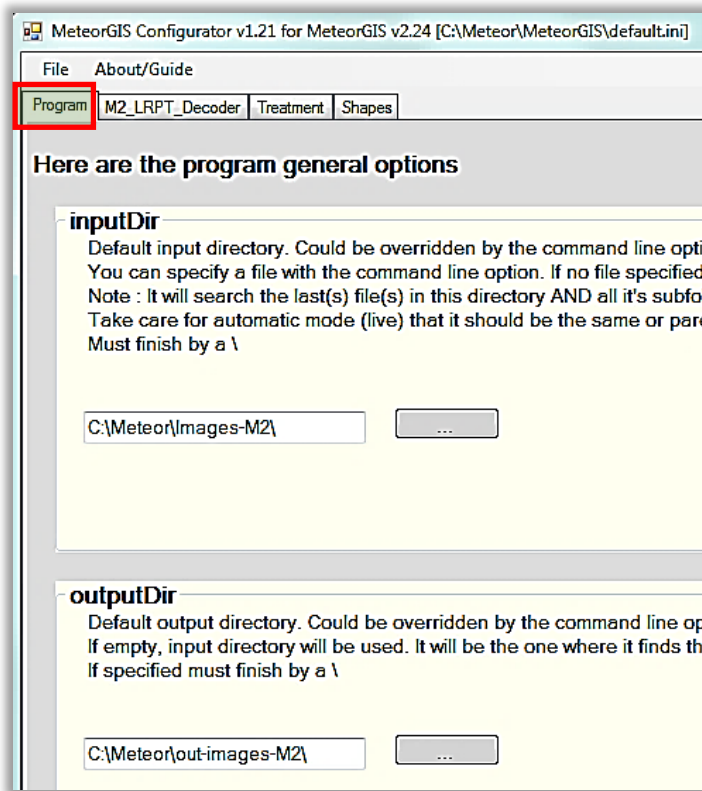 MeteorGIS Configurator v1.21 for MeteorGIS v2.24 [C:\Meteor\MeteorGIS\default.ini]
File About/Guide
Program M2_LRPT_Decoder Treatment Shapes
Here are the program general options
inputDir
Default input directory. Could be overridden by the command line opti
You can specify a file with the command line option. If no file specified
Note : It will search the last(s) file(s) in this directory AND all it's subfo
Take care for automatic mode (live) that it should be the same or pare
Must finish by a \
C:\Meteor\Images-M2\
...
outputDir
Default output directory. Could be overridden by the command line op
If empty, input directory will be used. It will be the one where it finds th
If specified must finish by a \
C:\Meteor\out-images-M2\
...